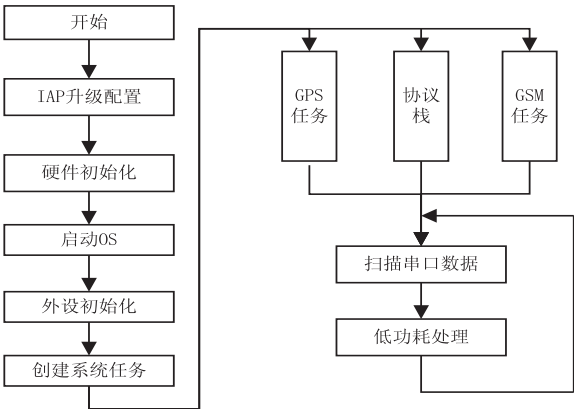 开始
IAP升级配置
硬件初始化
启动OS
外设初始化
创建系统任务
GPS
任务
协议
栈
GSM
任务
扫描串口数据
低功耗处理